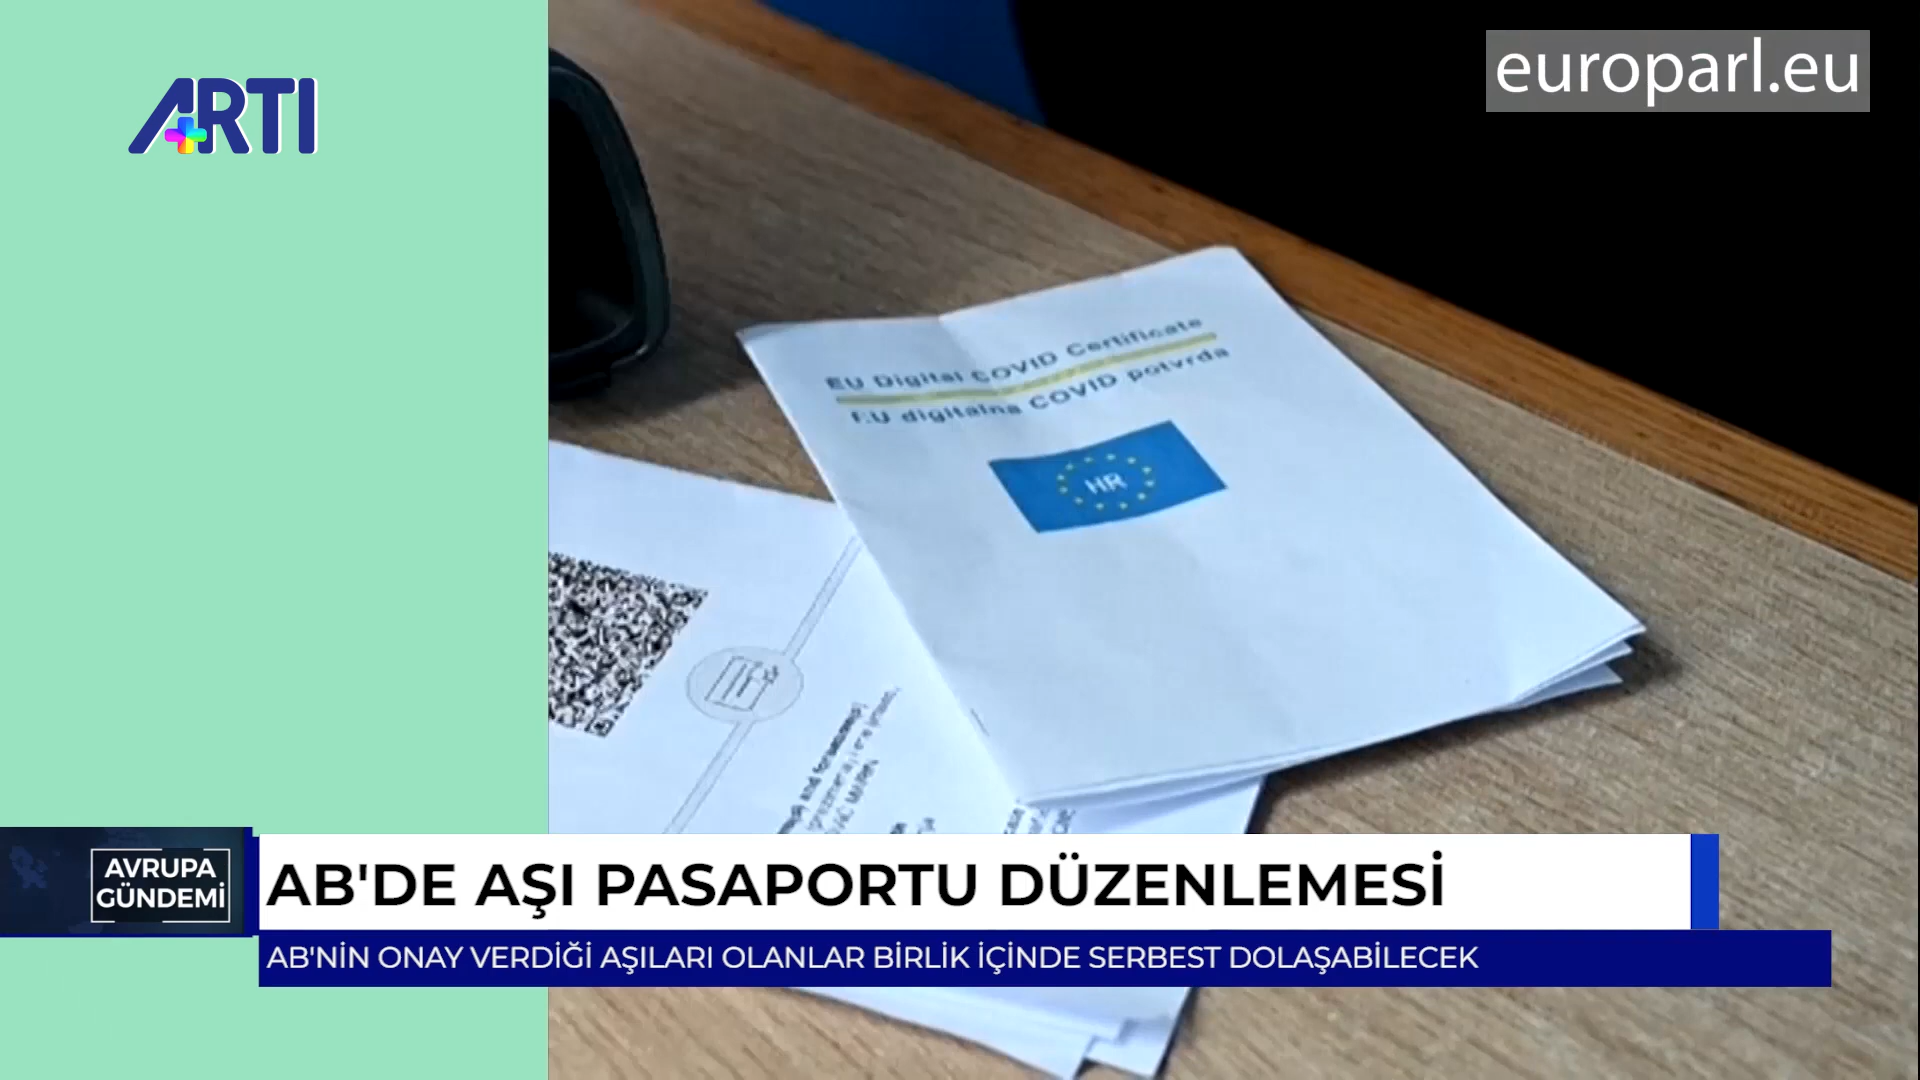 ARTI
europarl.eu
EU Digital COVID Certificate
EU digitalna COVID potvrda
HR
AVRUPA
GÜNDEMİ
AB'DE AŞI PASAPORTU DÜZENLEMESİ
AB'NİN ONAY VERDİĞİ AŞILARI OLANLAR BİRLİK İÇİNDE SERBEST DOLAŞABİLECEK